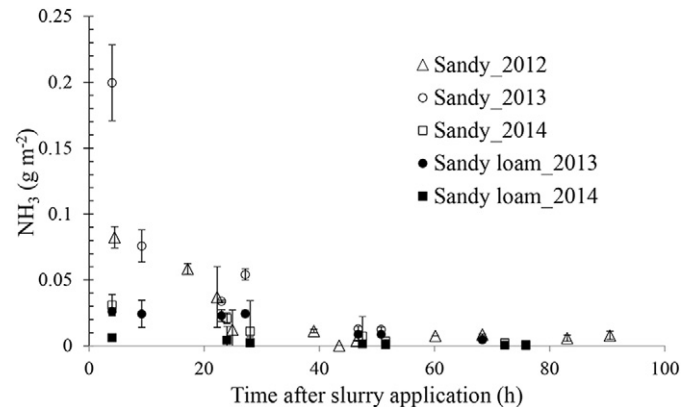 0.25
0.2
0.15
0.1
0.05
0
NH₃ (g m⁻²)
Sandy_2012
Sandy_2013
Sandy_2014
Sandy loam_2013
Sandy loam_2014
0 20 40 60 80 100
Time after slurry application (h)